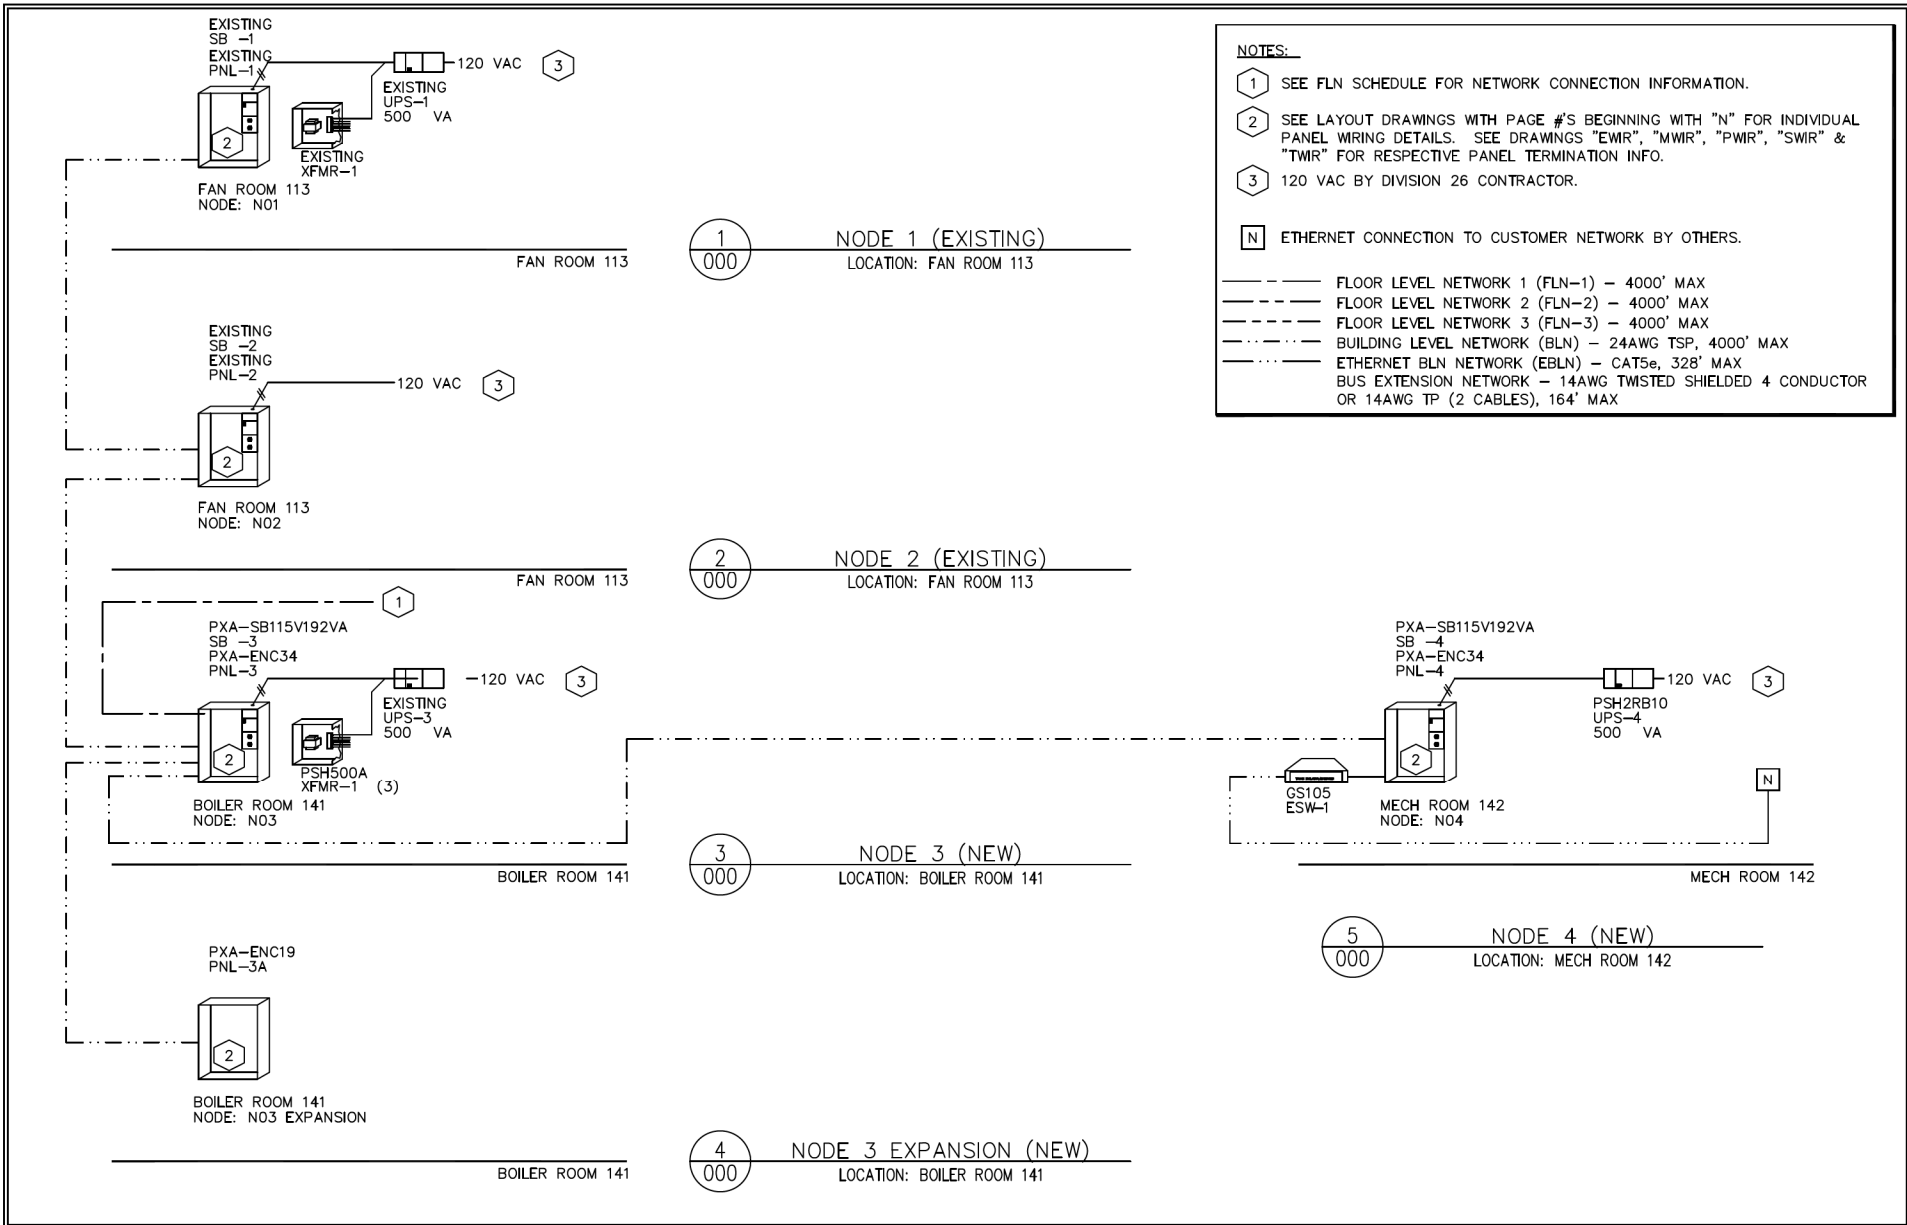 EXISTING
SB -1
EXISTING
PNL-1
120 VAC
3
EXISTING
UPS-1
500 VA
2
EXISTING
XFMR-1
FAN ROOM 113
NODE: N01
FAN ROOM 113
1
000
NODE 1 (EXISTING)
LOCATION: FAN ROOM 113
NOTES:
1 SEE FLN SCHEDULE FOR NETWORK CONNECTION INFORMATION.
2 SEE LAYOUT DRAWINGS WITH PAGE #'S BEGINNING WITH "N" FOR INDIVIDUAL
PANEL WIRING DETAILS. SEE DRAWINGS "EWIR", "MWIR", "PWIR", "SWIR" &
"TWIR" FOR RESPECTIVE PANEL TERMINATION INFO.
3 120 VAC BY DIVISION 26 CONTRACTOR.
N ETHERNET CONNECTION TO CUSTOMER NETWORK BY OTHERS.
FLOOR LEVEL NETWORK 1 (FLN-1) - 4000' MAX
FLOOR LEVEL NETWORK 2 (FLN-2) - 4000' MAX
FLOOR LEVEL NETWORK 3 (FLN-3) - 4000' MAX
BUILDING LEVEL NETWORK (BLN) - 24AWG TSP, 4000' MAX
ETHERNET BLN NETWORK (EBLN) - CAT5e, 328' MAX
BUS EXTENSION NETWORK - 14AWG TWISTED SHIELDED 4 CONDUCTOR
OR 14AWG TP (2 CABLES), 164' MAX
EXISTING
SB -2
EXISTING
PNL-2
120 VAC
3
2
FAN ROOM 113
NODE: N02
FAN ROOM 113
2
000
NODE 2 (EXISTING)
LOCATION: FAN ROOM 113
1
PXA-SB115V192VA
SB -3
PXA-ENC34
PNL-3
-120 VAC
3
EXISTING
UPS-3
500 VA
2
PSH500A
XFMR-1 (3)
BOILER ROOM 141
NODE: N03
BOILER ROOM 141
3
000
NODE 3 (NEW)
LOCATION: BOILER ROOM 141
PXA-SB115V192VA
SB -4
PXA-ENC34
PNL-4
120 VAC
3
PSH2RB10
UPS-4
500 VA
2
GS105
ESW-1
N
MECH ROOM 142
NODE: N04
MECH ROOM 142
5
000
NODE 4 (NEW)
LOCATION: MECH ROOM 142
PXA-ENC19
PNL-3A
2
BOILER ROOM 141
NODE: N03 EXPANSION
BOILER ROOM 141
4
000
NODE 3 EXPANSION (NEW)
LOCATION: BOILER ROOM 141